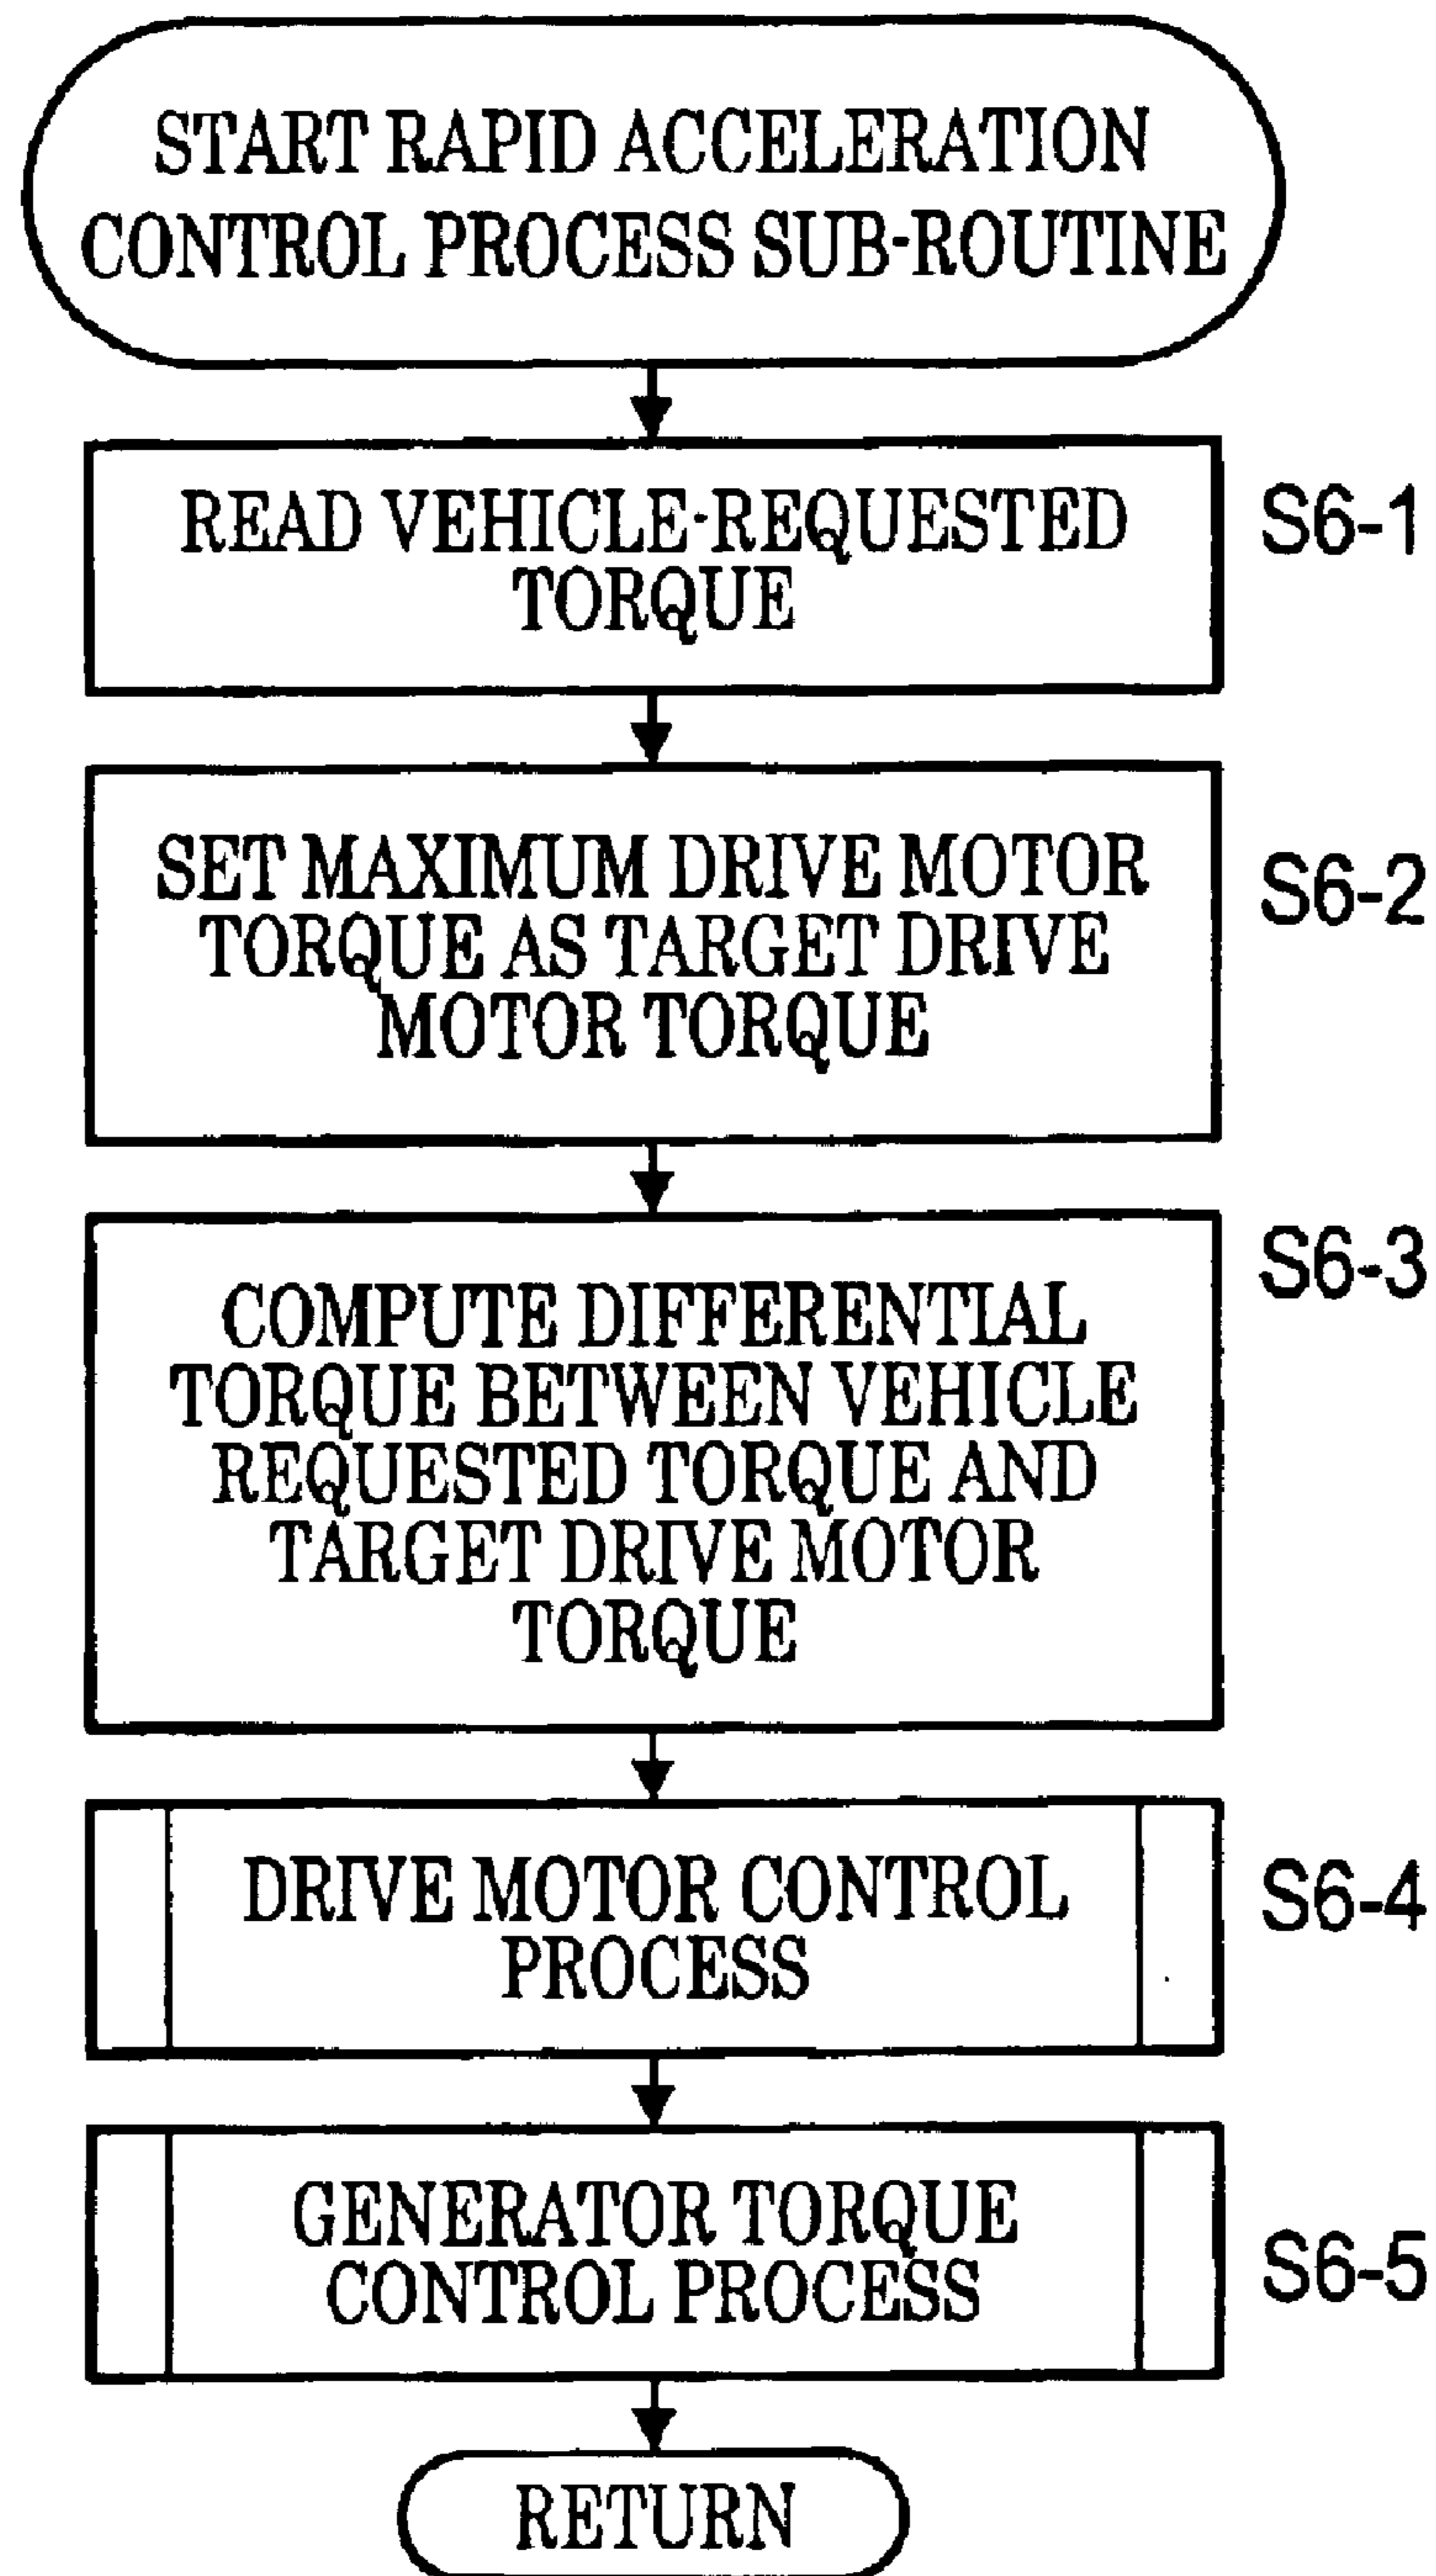 START RAPID ACCELERATION
CONTROL PROCESS SUB-ROUTINE
READ VEHICLE-REQUESTED
TORQUE
S6-1
SET MAXIMUM DRIVE MOTOR
TORQUE AS TARGET DRIVE
MOTOR TORQUE
S6-2
COMPUTE DIFFERENTIAL
TORQUE BETWEEN VEHICLE
REQUESTED TORQUE AND
TARGET DRIVE MOTOR
TORQUE
S6-3
DRIVE MOTOR CONTROL
PROCESS
S6-4
GENERATOR TORQUE
CONTROL PROCESS
S6-5
RETURN